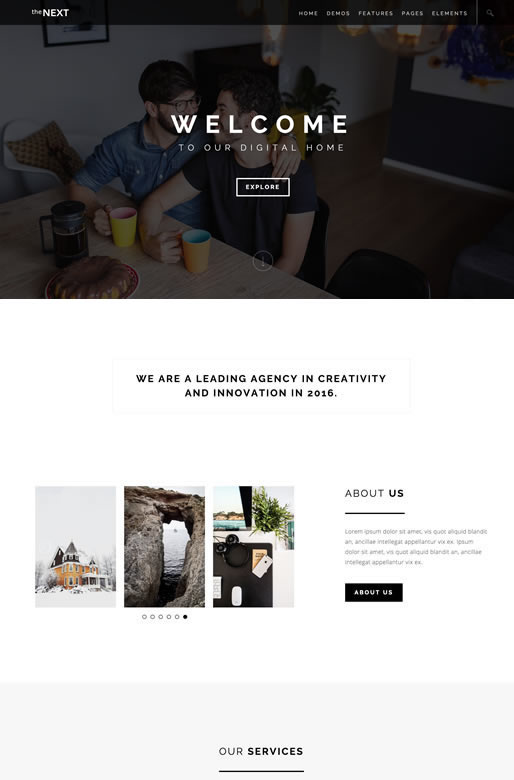 theNEXT
HOME DEMOS FEATURES PAGES ELEMENTS
WELCOME
TO OUR DIGITAL HOME
EXPLORE
WE ARE A LEADING AGENCY IN CREATIVITY
AND INNOVATION IN 2016.
ABOUT US
Lorem ipsum dolor sit amet, vis quot aliquid blandit
an, ancillae intellegat appellantur vix ex. Ipsum
dolor sit amet, vis quot aliquid blandit an, ancillae
intellegat appellantur vix ex.
ABOUT US
OUR SERVICES